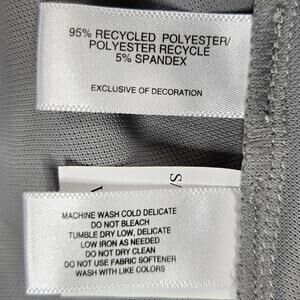 95% RECYCLED POLYESTER/
POLYESTER RECYCLÉ
5% SPANDEX
EXCLUSIVE OF DECORATION
MACHINE WASH COLD DELICATE
DO NOT BLEACH
TUMBLE DRY LOW, DELICATE
LOW IRON AS NEEDED
DO NOT DRY CLEAN
DO NOT USE FABRIC SOFTENER
WASH WITH LIKE COLORS